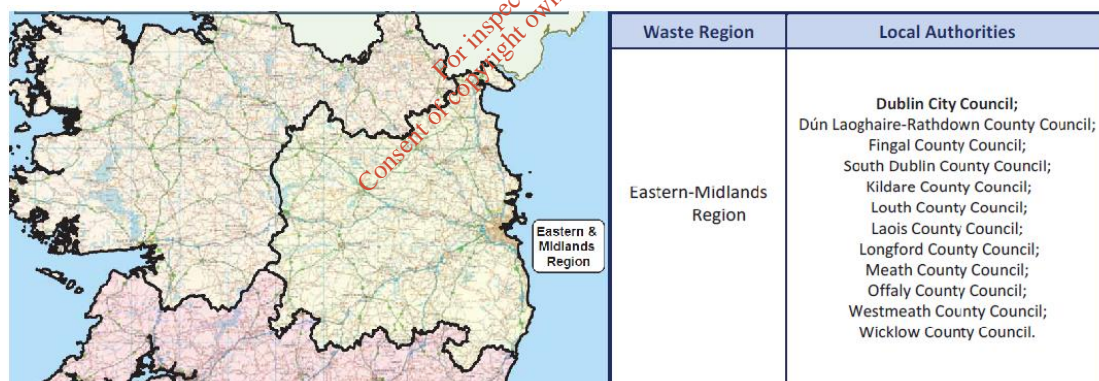 For inspec
Consent of copyright own
Eastern &
Midlands
Region
Waste Region
Local Authorities
Eastern-Midlands
Region
Dublin City Council;
Dún Laoghaire-Rathdown County Council;
Fingal County Council;
South Dublin County Council;
Kildare County Council;
Louth County Council;
Laois County Council;
Longford County Council;
Meath County Council;
Offaly County Council;
Westmeath County Council;
Wicklow County Council.